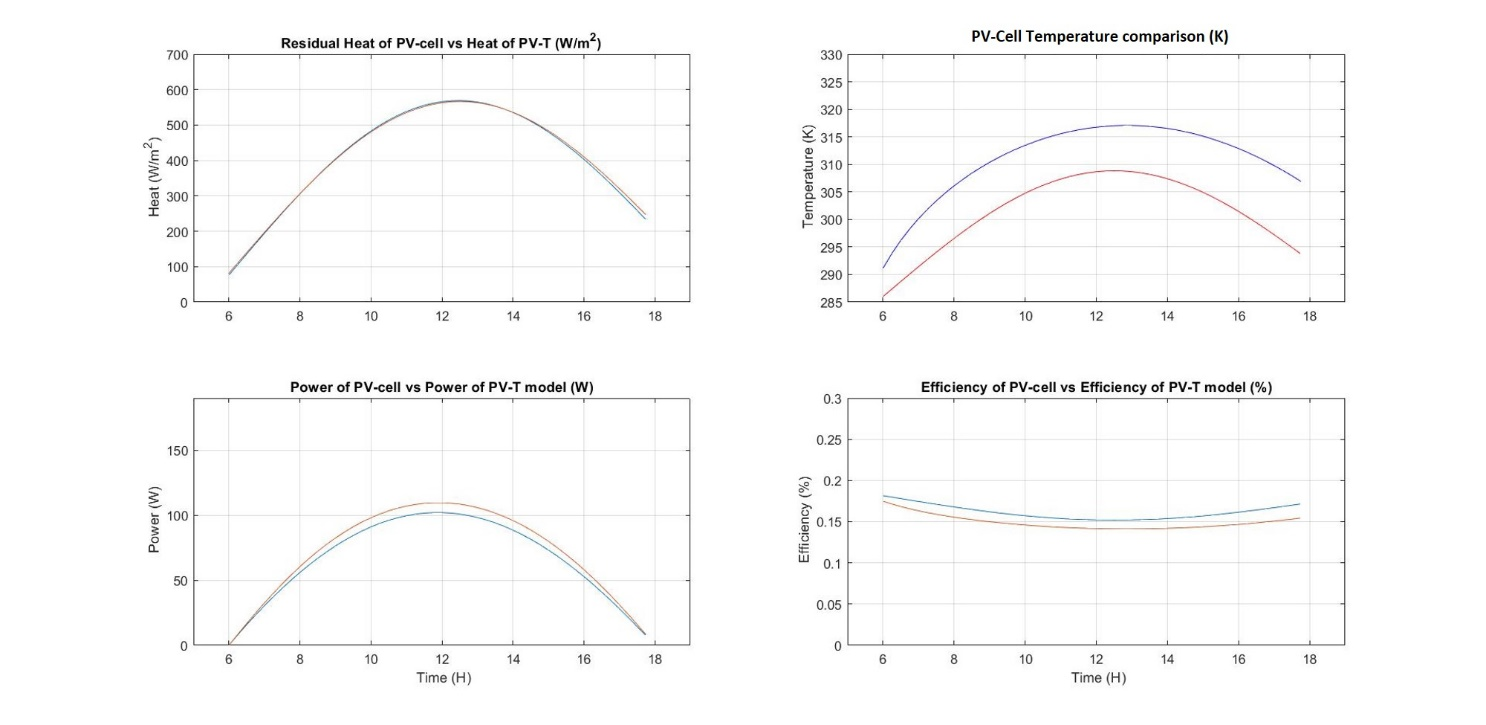 Residual Heat of PV-cell vs Heat of PV-T (W/m²)
700
600
500
400
300
200
100
0
Heat (W/m²)
6 8 10 12 14 16 18
PV-Cell Temperature comparison (K)
330
325
320
315
310
305
300
295
290
285
Temperature (K)
6 8 10 12 14 16 18
Power of PV-cell vs Power of PV-T model (W)
150
100
50
0
Power (W)
6 8 10 12 14 16 18
Time (H)
Efficiency of PV-cell vs Efficiency of PV-T model (%)
0.3
0.25
0.2
0.15
0.1
0.05
0
Efficiency (%)
6 8 10 12 14 16 18
Time (H)